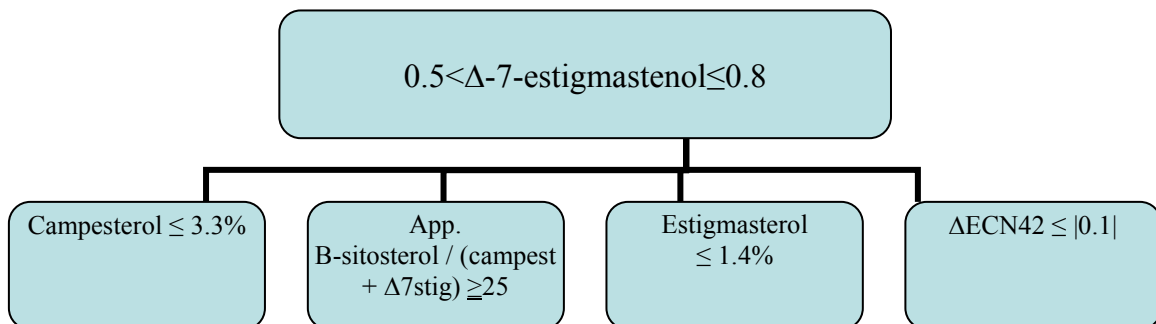 0.5<Δ-7-estigmastenol≤0.8
Campesterol ≤ 3.3%
App.
B-sitosterol / (campest
+ Δ7stig) ≥25
Estigmasterol
≤ 1.4%
ΔECN42 ≤ |0.1|